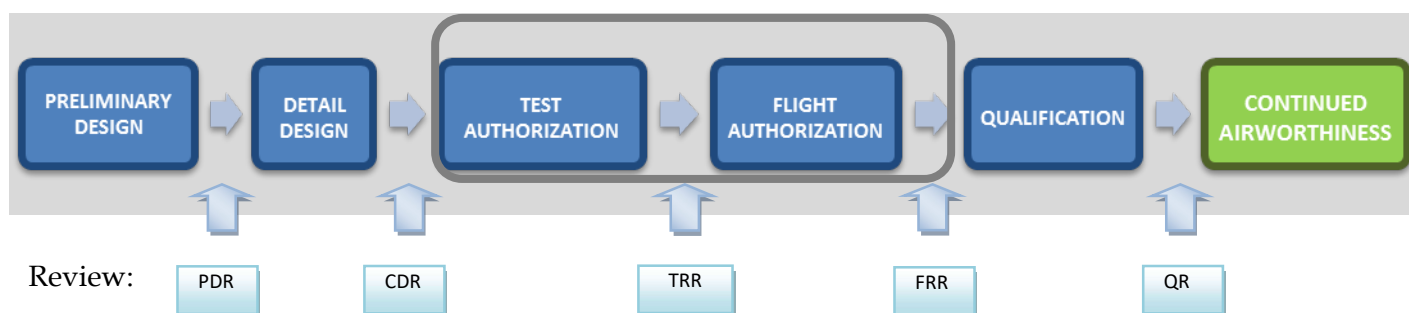 PRELIMINARY
DESIGN
DETAIL
DESIGN
TEST
AUTHORIZATION
FLIGHT
AUTHORIZATION
QUALIFICATION
CONTINUED
AIRWORTHINESS
Review:
PDR
CDR
TRR
FRR
QR